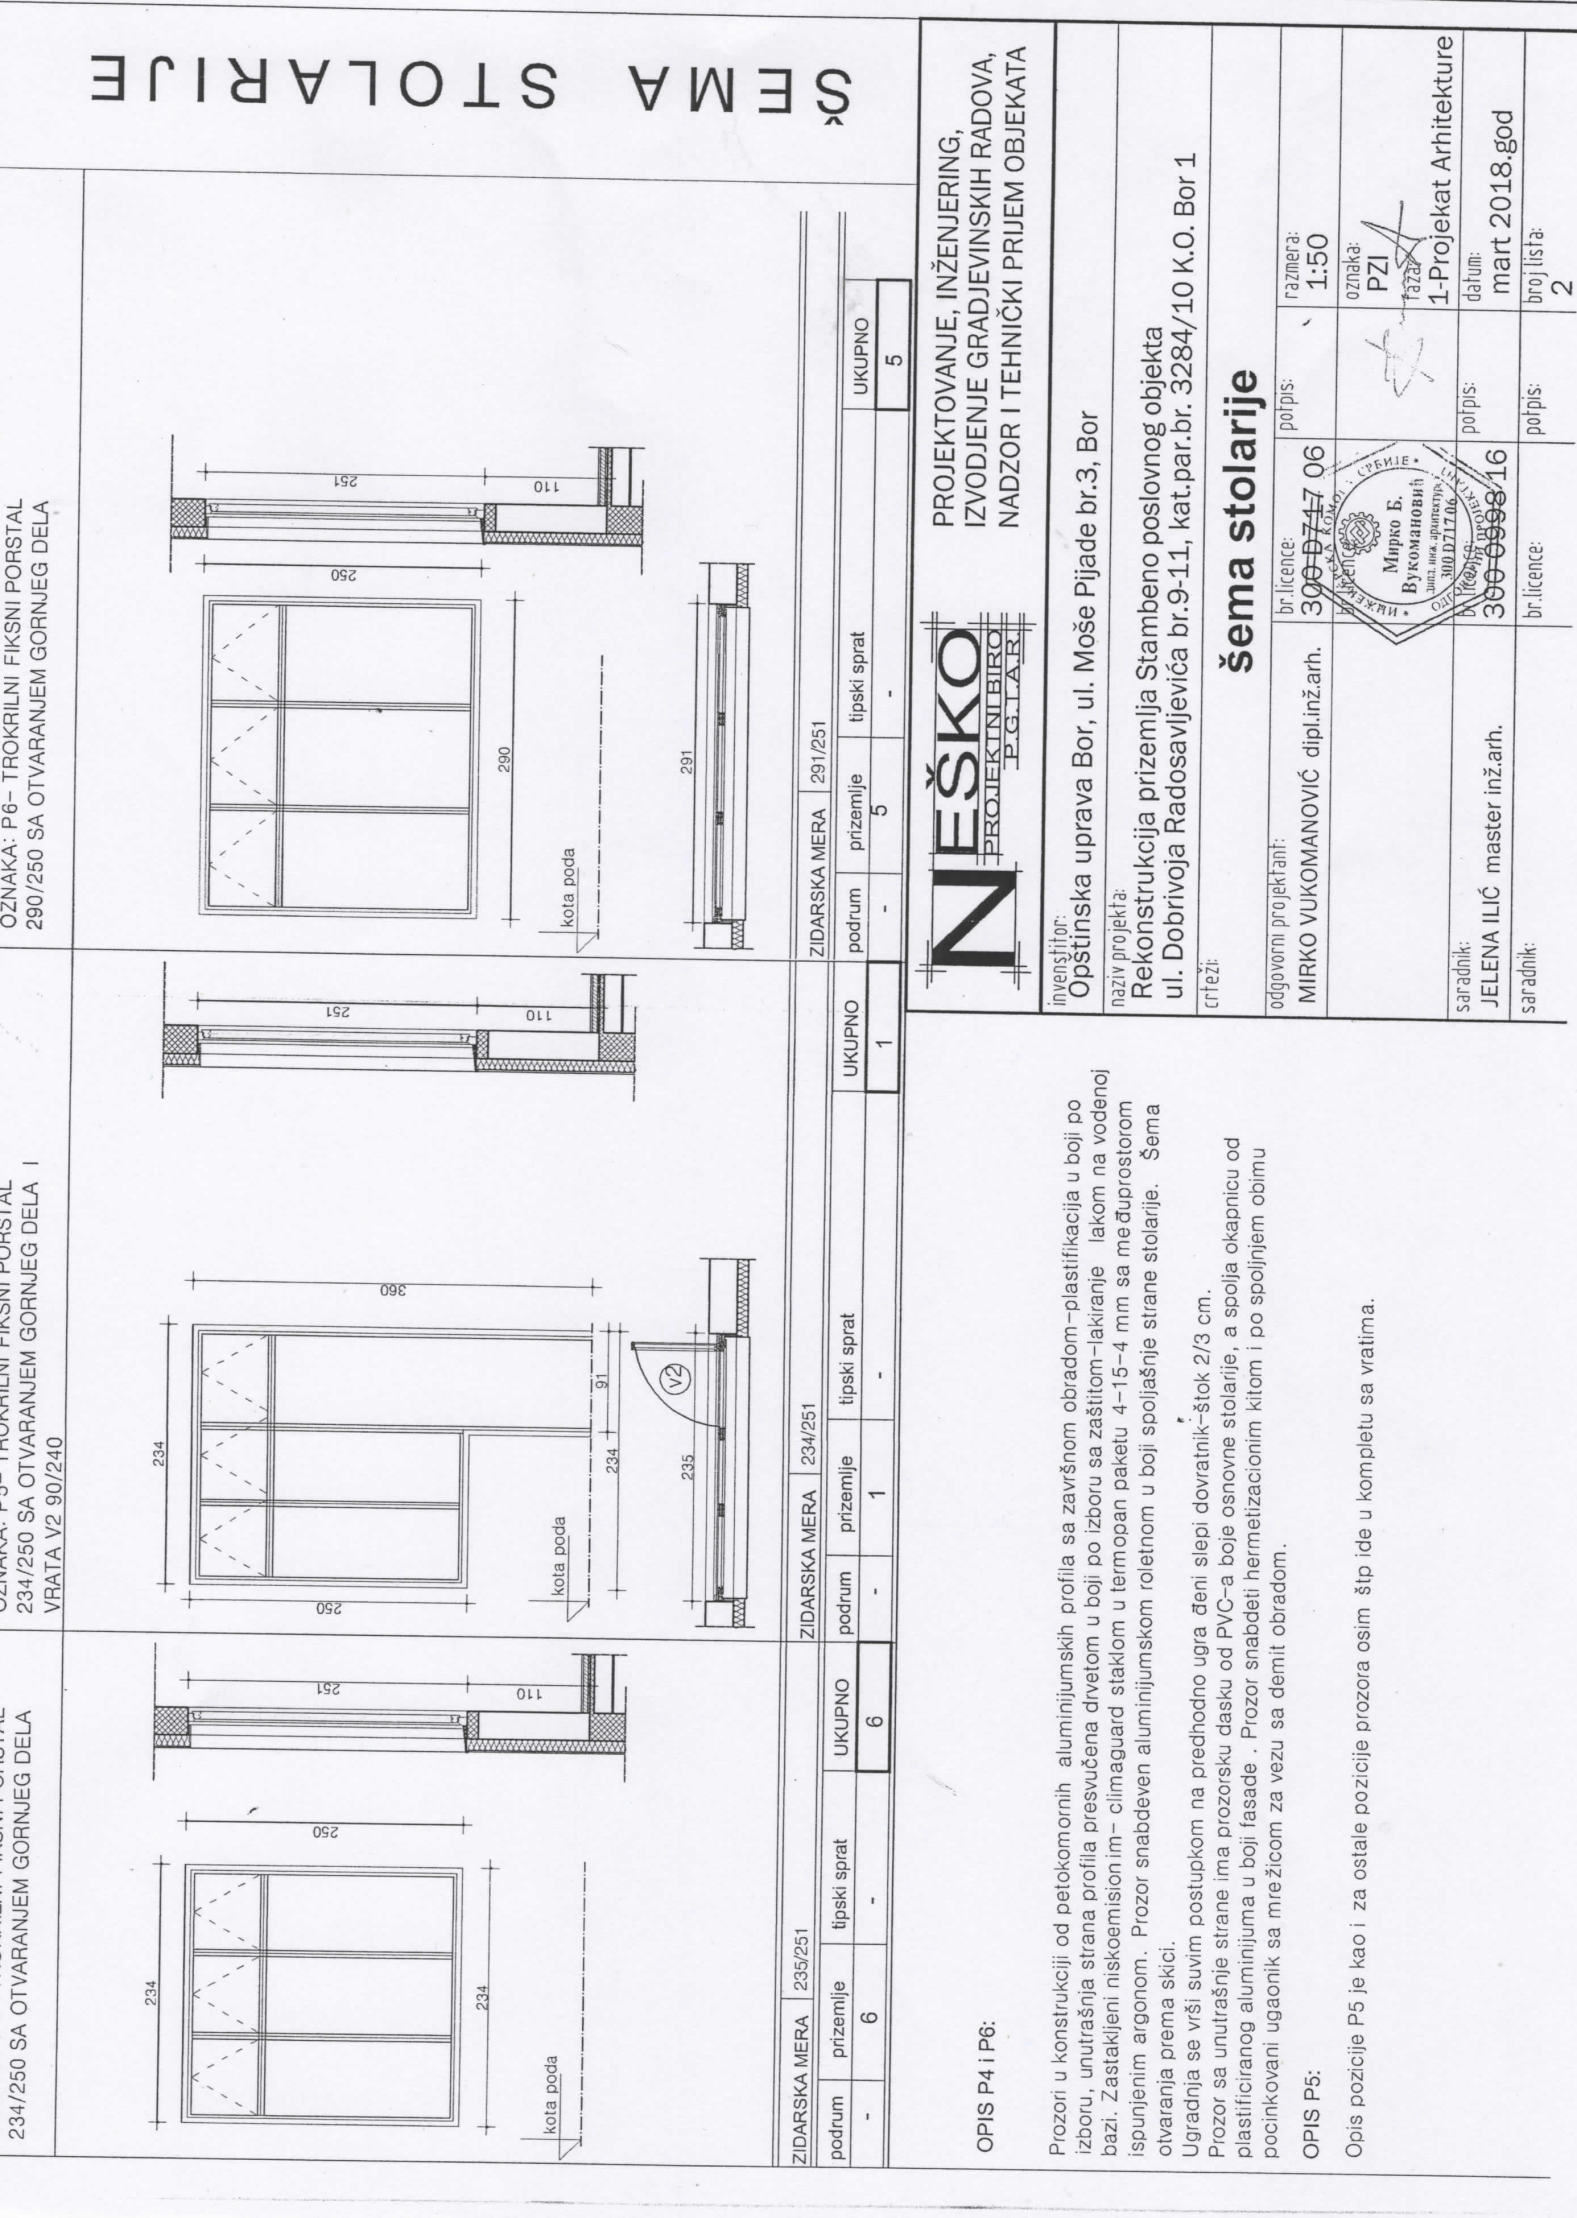 ŠEMA STOLARIJE
234/250 SA OTVARANJEM GORNJEG DELA
234
250
234
kota poda
251
110
ZIDARSKA MERA 235/251
podrum prizemlje tipski sprat UKUPNO
- 6 - 6
OZNAKA: P5- TROKRILNI FIKSNI PORSTAL
234/250 SA OTVARANJEM GORNJEG DELA I
VRATA V2 90/240
234
250
360
91
234
kota poda
235
V2
251
110
ZIDARSKA MERA 234/251
podrum prizemlje tipski sprat UKUPNO
- 1 - 1
OZNAKA: P6- TROKRILNI FIKSNI PORSTAL
290/250 SA OTVARANJEM GORNJEG DELA
250
290
kota poda
291
251
110
ZIDARSKA MERA 291/251
podrum prizemlje tipski sprat UKUPNO
- 5 - 5
OPIS P4 i P6:
Prozori u konstrukciji od petokomornih aluminijumskih profila sa završnom obradom-plastifikacija u boji po
izboru, unutrašnja strana profila presvučena drvetom u boji po izboru sa zaštitom-lakiranje lakom na vodenoj
bazi. Zastakljeni niskoemisionim- climaguard staklom u termopan paketu 4-15-4 mm sa međuprostorom
ispunjenim argonom. Prozor snabdeven aluminijumskom roletnom u boji spoljašnje strane stolarije. Šema
otvaranja prema skici.
Ugradnja se vrši suvim postupkom na predhodno ugra đeni slepi dovratnik-štok 2/3 cm.
Prozor sa unutrašnje strane ima prozorsku dasku od PVC-a boje osnovne stolarije, a spolja okapnicu od
plastificiranog aluminijuma u boji fasade . Prozor snabdeti hermetizacionim kitom i po spoljnjem obimu
pocinkovani ugaonik sa mrežicom za vezu sa demit obradom.
OPIS P5:
Opis pozicije P5 je kao i za ostale pozicije prozora osim štp ide u kompletu sa vratima.
NEŠKO
PROJEKTNI BIRO
P.G.T.A.R.
PROJEKTOVANJE, INŽENJERING,
IZVODJENJE GRADJEVINSKIH RADOVA,
NADZOR I TEHNIČKI PRIJEM OBJEKATA
invenstitor:
Opštinska uprava Bor, ul. Moše Pijade br.3, Bor
naziv projekta:
Rekonstrukcija prizemlja Stambeno poslovnog objekta
ul. Dobrivoja Radosavljevića br.9-11, kat.par.br. 3284/10 K.O. Bor 1
crteži:
šema stolarije
odgovorni projektant: br.licence: potpis: razmera:
MIRKO VUKOMANOVIĆ dipl.inž.arh. 300 D717 06 1:50
oznaka:
PZI
faza:
1-Projekat Arhitekture
Мирко Б.
Вукомановић
дипл. инж. архитектуре
300 D717 06
saradnik: br.licence: potpis: datum:
JELENA ILIĆ master inž.arh. 300 0998 16 mart 2018.god
saradnik: br.licence: potpis: broj lista:
2